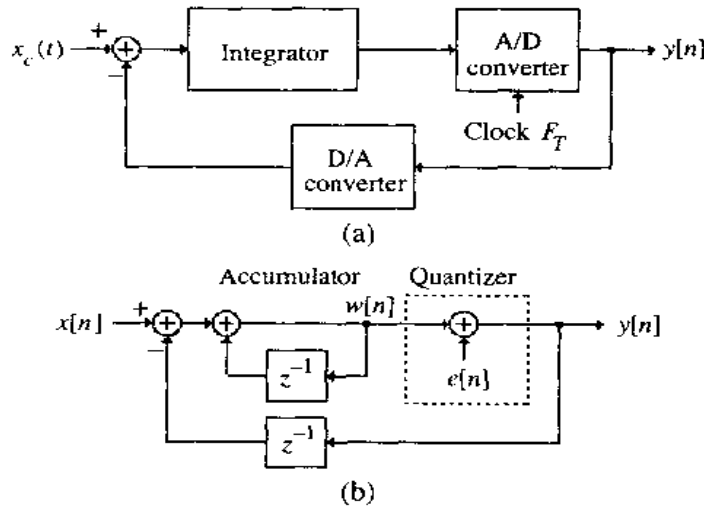 x_c(t)
+
−
+
Integrator
A/D
converter
y[n]
Clock F_T
D/A
converter
(a)
Accumulator
Quantizer
x[n]
+
−
+
+
w[n]
+
y[n]
z^{-1}
e[n]
z^{-1}
(b)